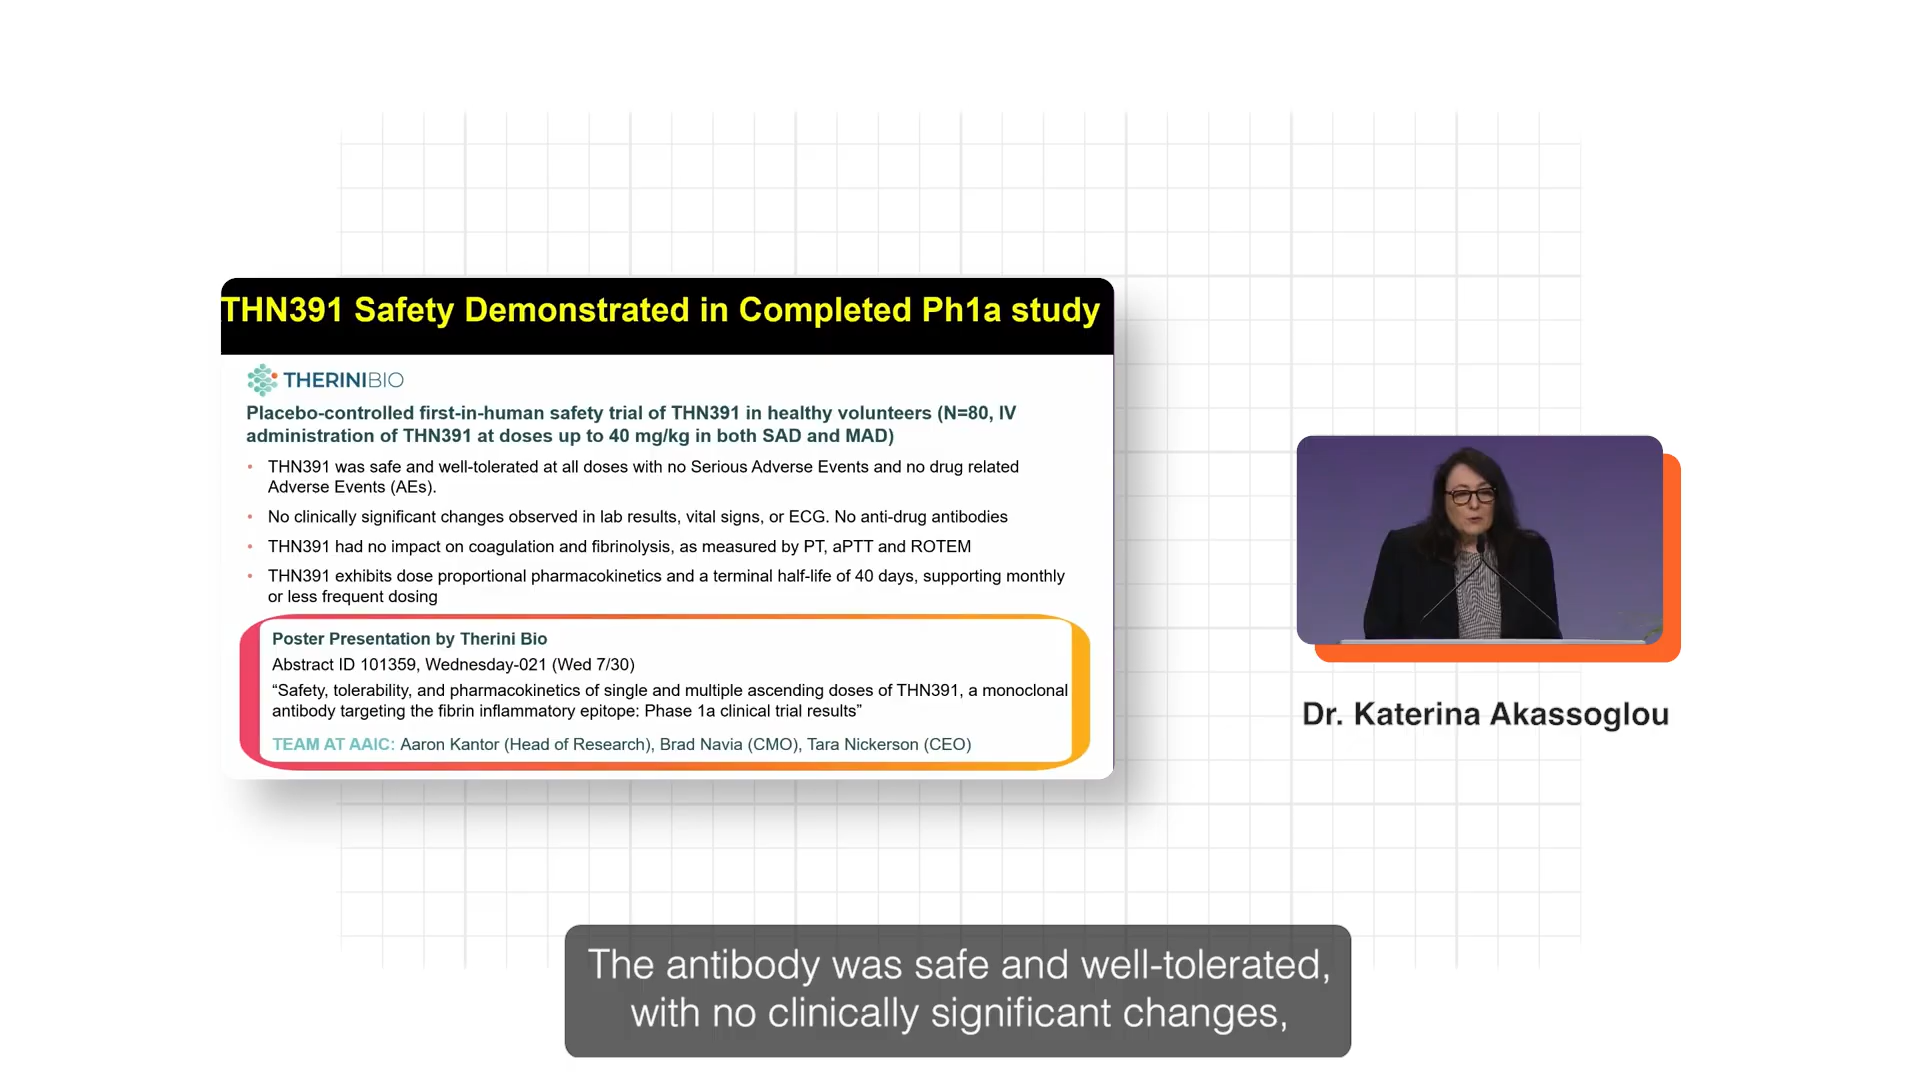 THN391 Safety Demonstrated in Completed Ph1a study
THERINIBIO
Placebo-controlled first-in-human safety trial of THN391 in healthy volunteers (N=80, IV
administration of THN391 at doses up to 40 mg/kg in both SAD and MAD)
• THN391 was safe and well-tolerated at all doses with no Serious Adverse Events and no drug related
Adverse Events (AEs).
• No clinically significant changes observed in lab results, vital signs, or ECG. No anti-drug antibodies
• THN391 had no impact on coagulation and fibrinolysis, as measured by PT, aPTT and ROTEM
• THN391 exhibits dose proportional pharmacokinetics and a terminal half-life of 40 days, supporting monthly
or less frequent dosing
Poster Presentation by Therini Bio
Abstract ID 101359, Wednesday-021 (Wed 7/30)
“Safety, tolerability, and pharmacokinetics of single and multiple ascending doses of THN391, a monoclonal
antibody targeting the fibrin inflammatory epitope: Phase 1a clinical trial results”
TEAM AT AAIC: Aaron Kantor (Head of Research), Brad Navia (CMO), Tara Nickerson (CEO)
Dr. Katerina Akassoglou
The antibody was safe and well-tolerated,
with no clinically significant changes,